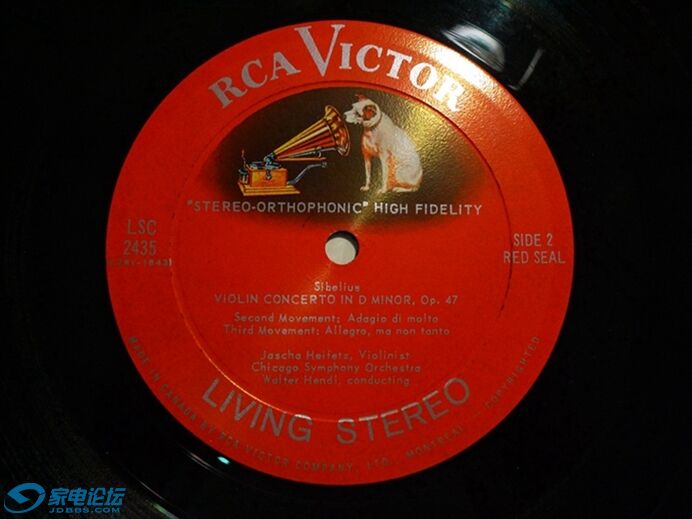 RCA VICTOR
"STEREO-ORTHOPHONIC" HIGH FIDELITY
LSC
2435
SIDE 2
RED SEAL
Sibelius
VIOLIN CONCERTO IN D MINOR, Op. 47
Second Movement: Adagio di molto
Third Movement: Allegro, ma non tanto
Jascha Heifetz, Violinist
Chicago Symphony Orchestra
Walter Hendl, conducting
LIVING STEREO
MADE IN CANADA BY RCA VICTOR COMPANY, LTD., MONTREAL - COPYRIGHTED
家电论坛
JDBBS.COM